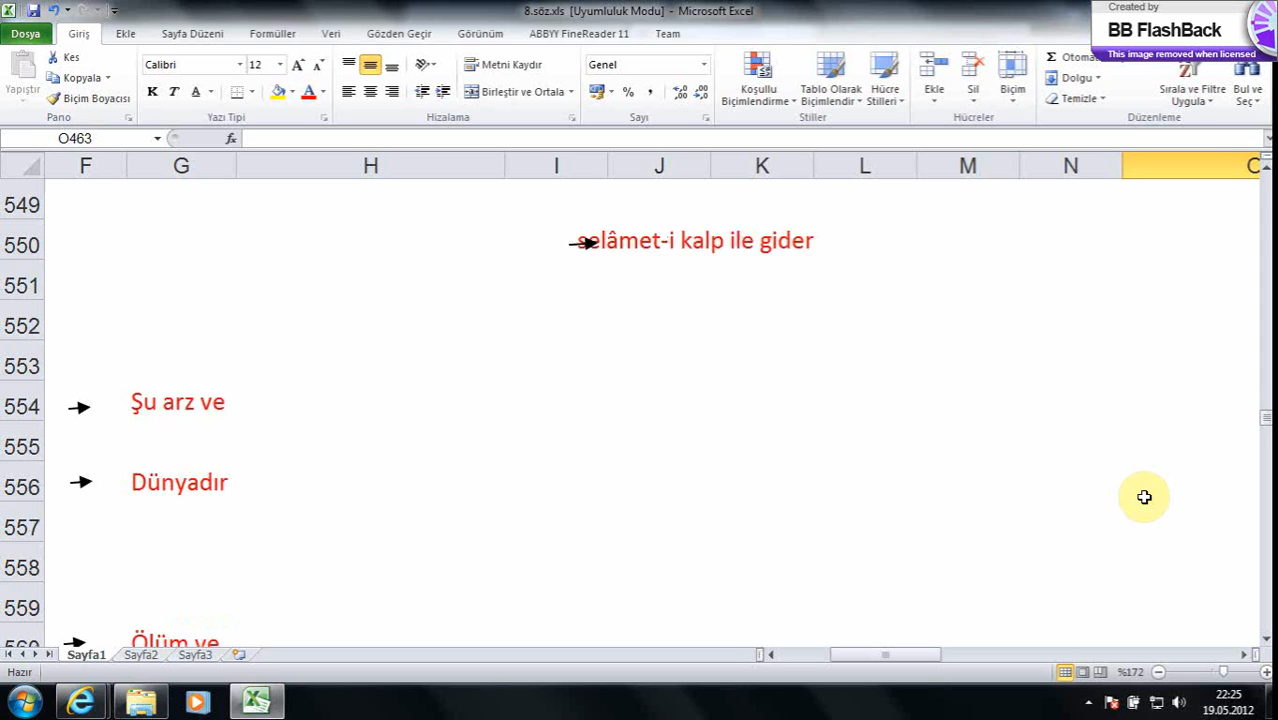 8.söz.xls [Uyumluluk Modu] - Microsoft Excel
Created by
BB FlashBack
This image removed when licensed
Dosya Giriş Ekle Sayfa Düzeni Formüller Veri Gözden Geçir Görünüm ABBYY FineReader 11 Team
Yapıştır
Kes
Kopyala
Biçim Boyacısı
Pano
Calibri 12
K T A
Yazı Tipi
Metni Kaydır
Birleştir ve Ortala
Hizalama
Genel
%
Sayı
Koşullu Biçimlendirme
Tablo Olarak Biçimlendir
Hücre Stilleri
Stiller
Ekle
Sil
Biçim
Hücreler
Σ Otoma
Dolgu
Temizle
Sırala ve Filtre Uygula
Bul ve Seç
Düzenleme
O463
fx
F G H I J K L M N
549
550 selâmet-i kalp ile gider
551
552
553
554 Şu arz ve
555
556 Dünyadır
557
558
559
560 Ölüm ve
Sayfa1 Sayfa2 Sayfa3
Hazır
%172
22:25
19.05.2012